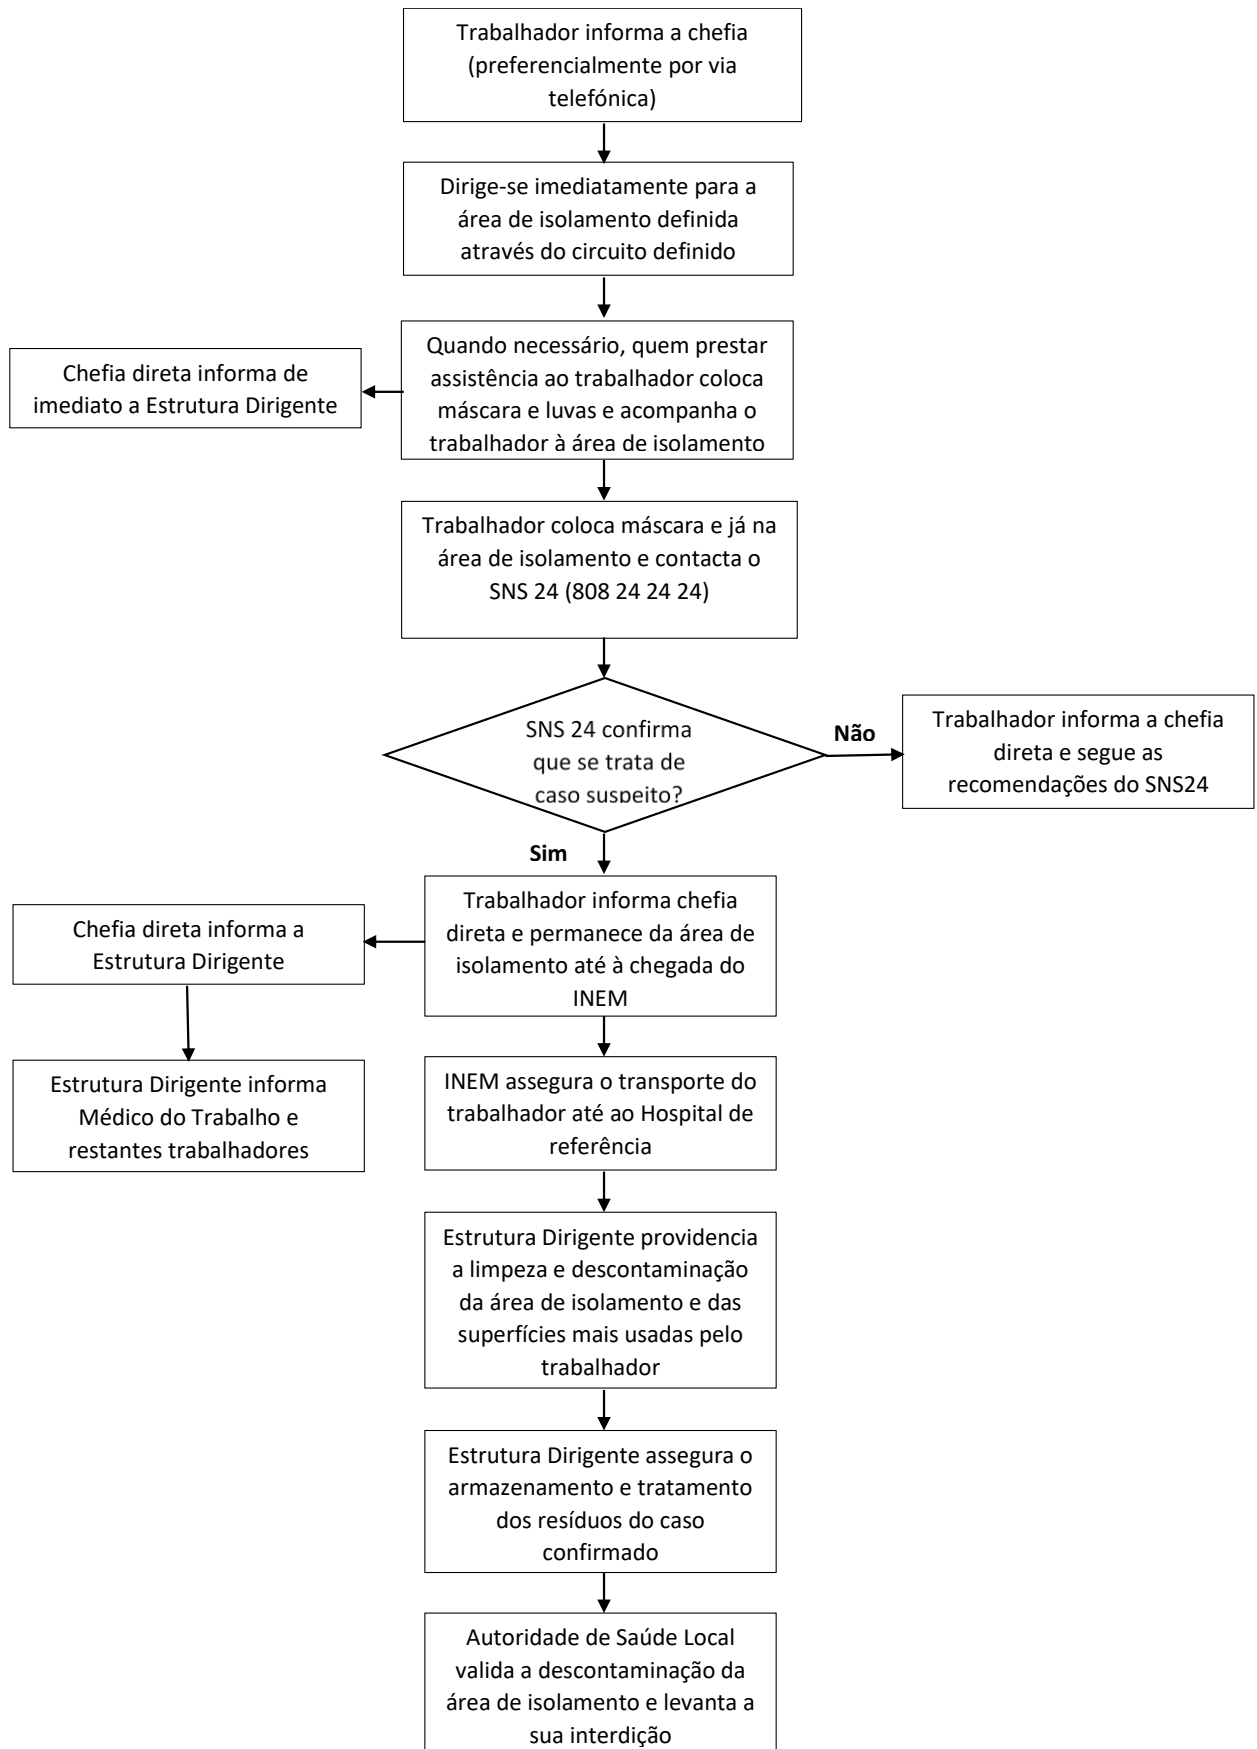 Trabalhador informa a chefia
(preferencialmente por via
telefónica)
Dirige-se imediatamente para a
área de isolamento definida
através do circuito definido
Quando necessário, quem prestar
assistência ao trabalhador coloca
máscara e luvas e acompanha o
trabalhador à área de isolamento
Chefia direta informa de
imediato a Estrutura Dirigente
Trabalhador coloca máscara e já na
área de isolamento e contacta o
SNS 24 (808 24 24 24)
SNS 24 confirma
que se trata de
caso suspeito?
Não
Trabalhador informa a chefia
direta e segue as
recomendações do SNS24
Sim
Trabalhador informa chefia
direta e permanece da área de
isolamento até à chegada do
INEM
Chefia direta informa a
Estrutura Dirigente
Estrutura Dirigente informa
Médico do Trabalho e
restantes trabalhadores
INEM assegura o transporte do
trabalhador até ao Hospital de
referência
Estrutura Dirigente providencia
a limpeza e descontaminação
da área de isolamento e das
superfícies mais usadas pelo
trabalhador
Estrutura Dirigente assegura o
armazenamento e tratamento
dos resíduos do caso
confirmado
Autoridade de Saúde Local
valida a descontaminação da
área de isolamento e levanta a
sua interdição